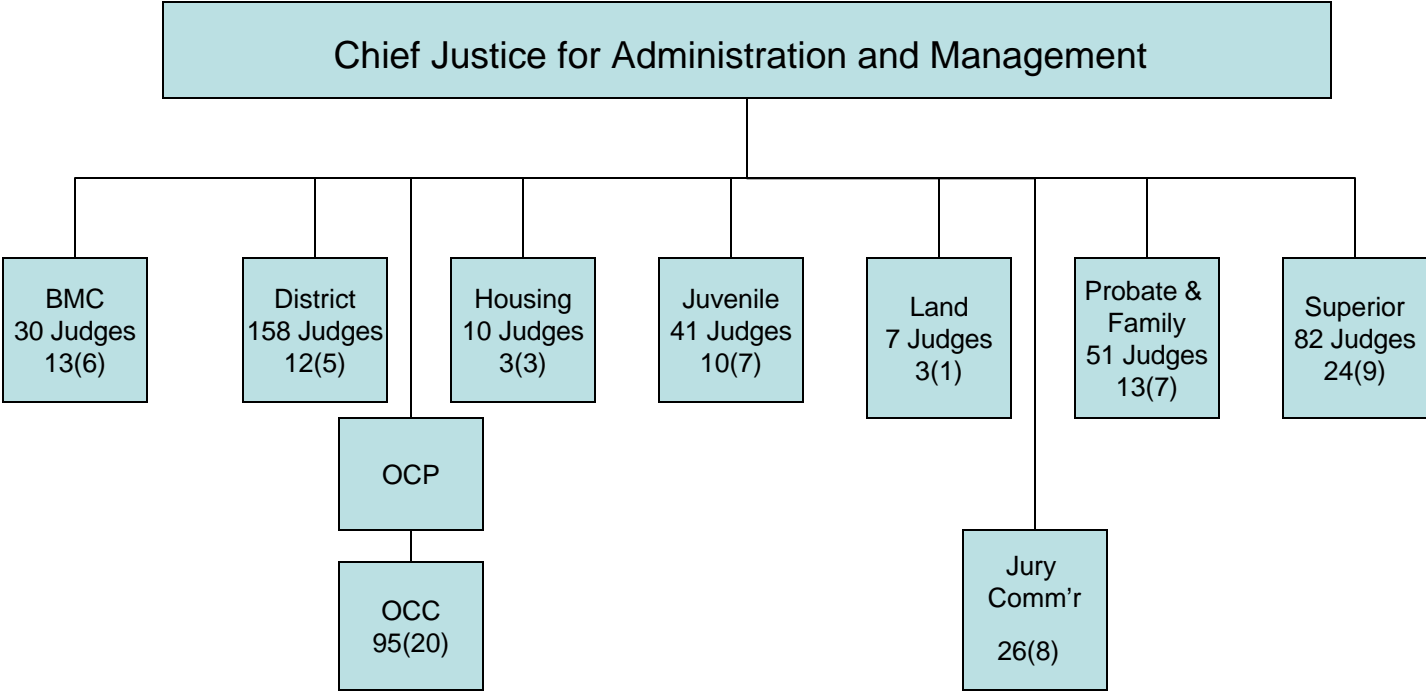 Chief Justice for Administration and Management
BMC
30 Judges
13(6)
District
158 Judges
12(5)
Housing
10 Judges
3(3)
Juvenile
41 Judges
10(7)
Land
7 Judges
3(1)
Probate &
Family
51 Judges
13(7)
Superior
82 Judges
24(9)
OCP
OCC
95(20)
Jury
Comm’r
26(8)